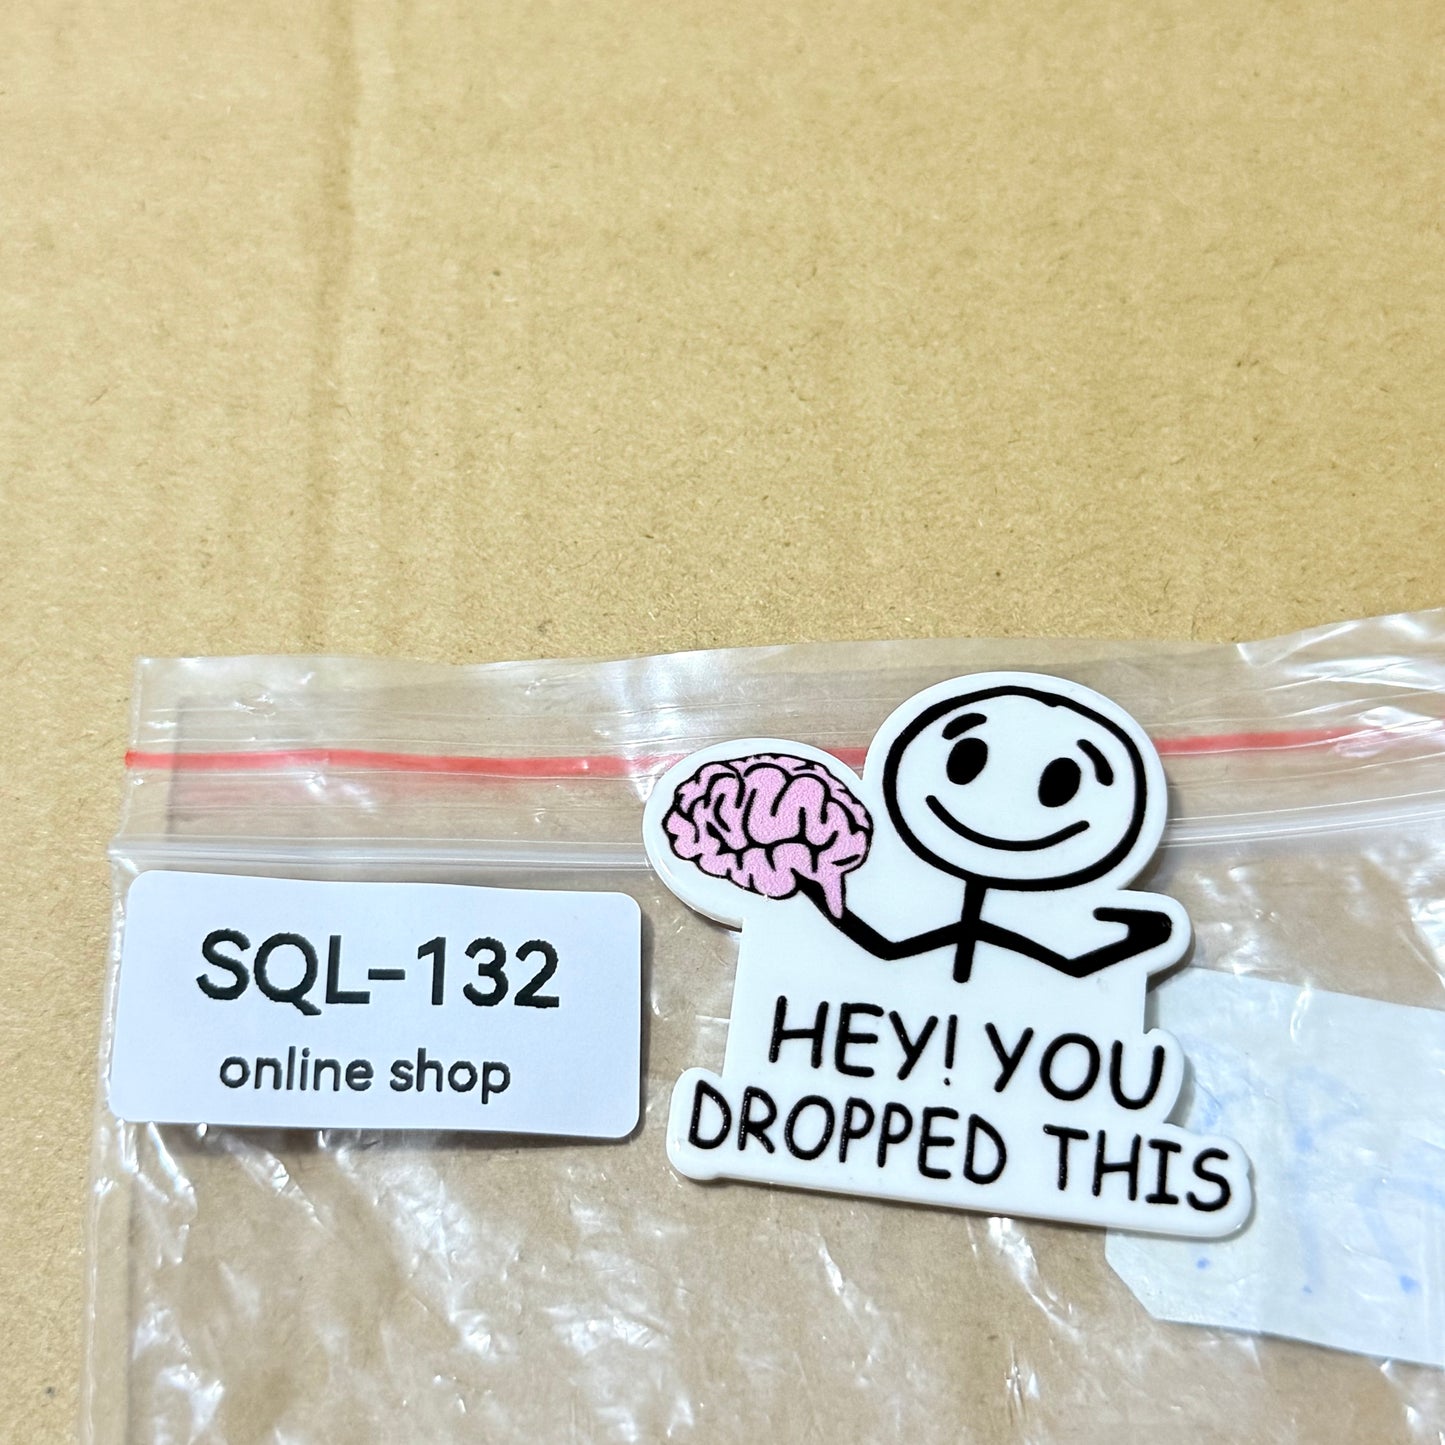 SQL-132
online shop
HEY! YOU
DROPPED THIS